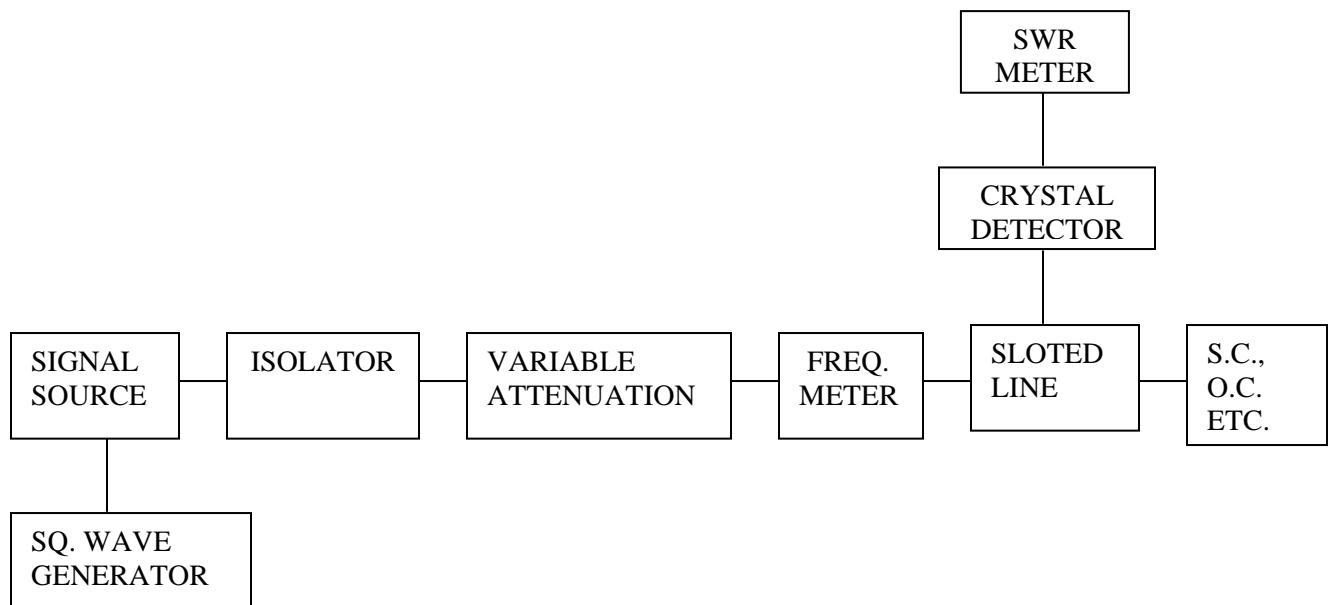 SWR
METER
CRYSTAL
DETECTOR
SIGNAL
SOURCE
ISOLATOR
VARIABLE
ATTENUATION
FREQ.
METER
SLOTED
LINE
S.C.,
O.C.
ETC.
SQ. WAVE
GENERATOR